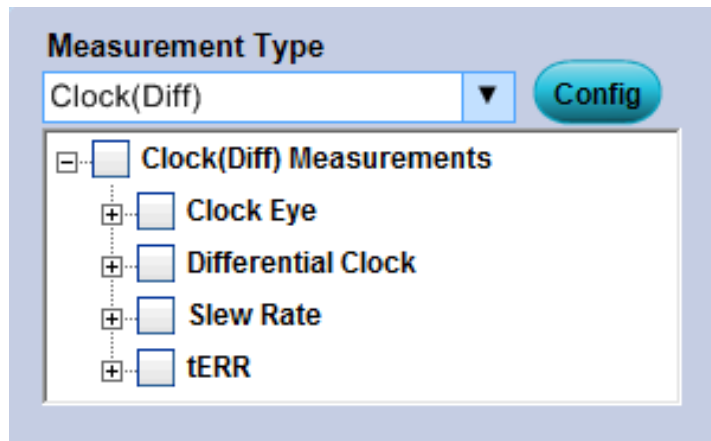 Measurement Type
Clock(Diff)
Config
Clock(Diff) Measurements
Clock Eye
Differential Clock
Slew Rate
tERR